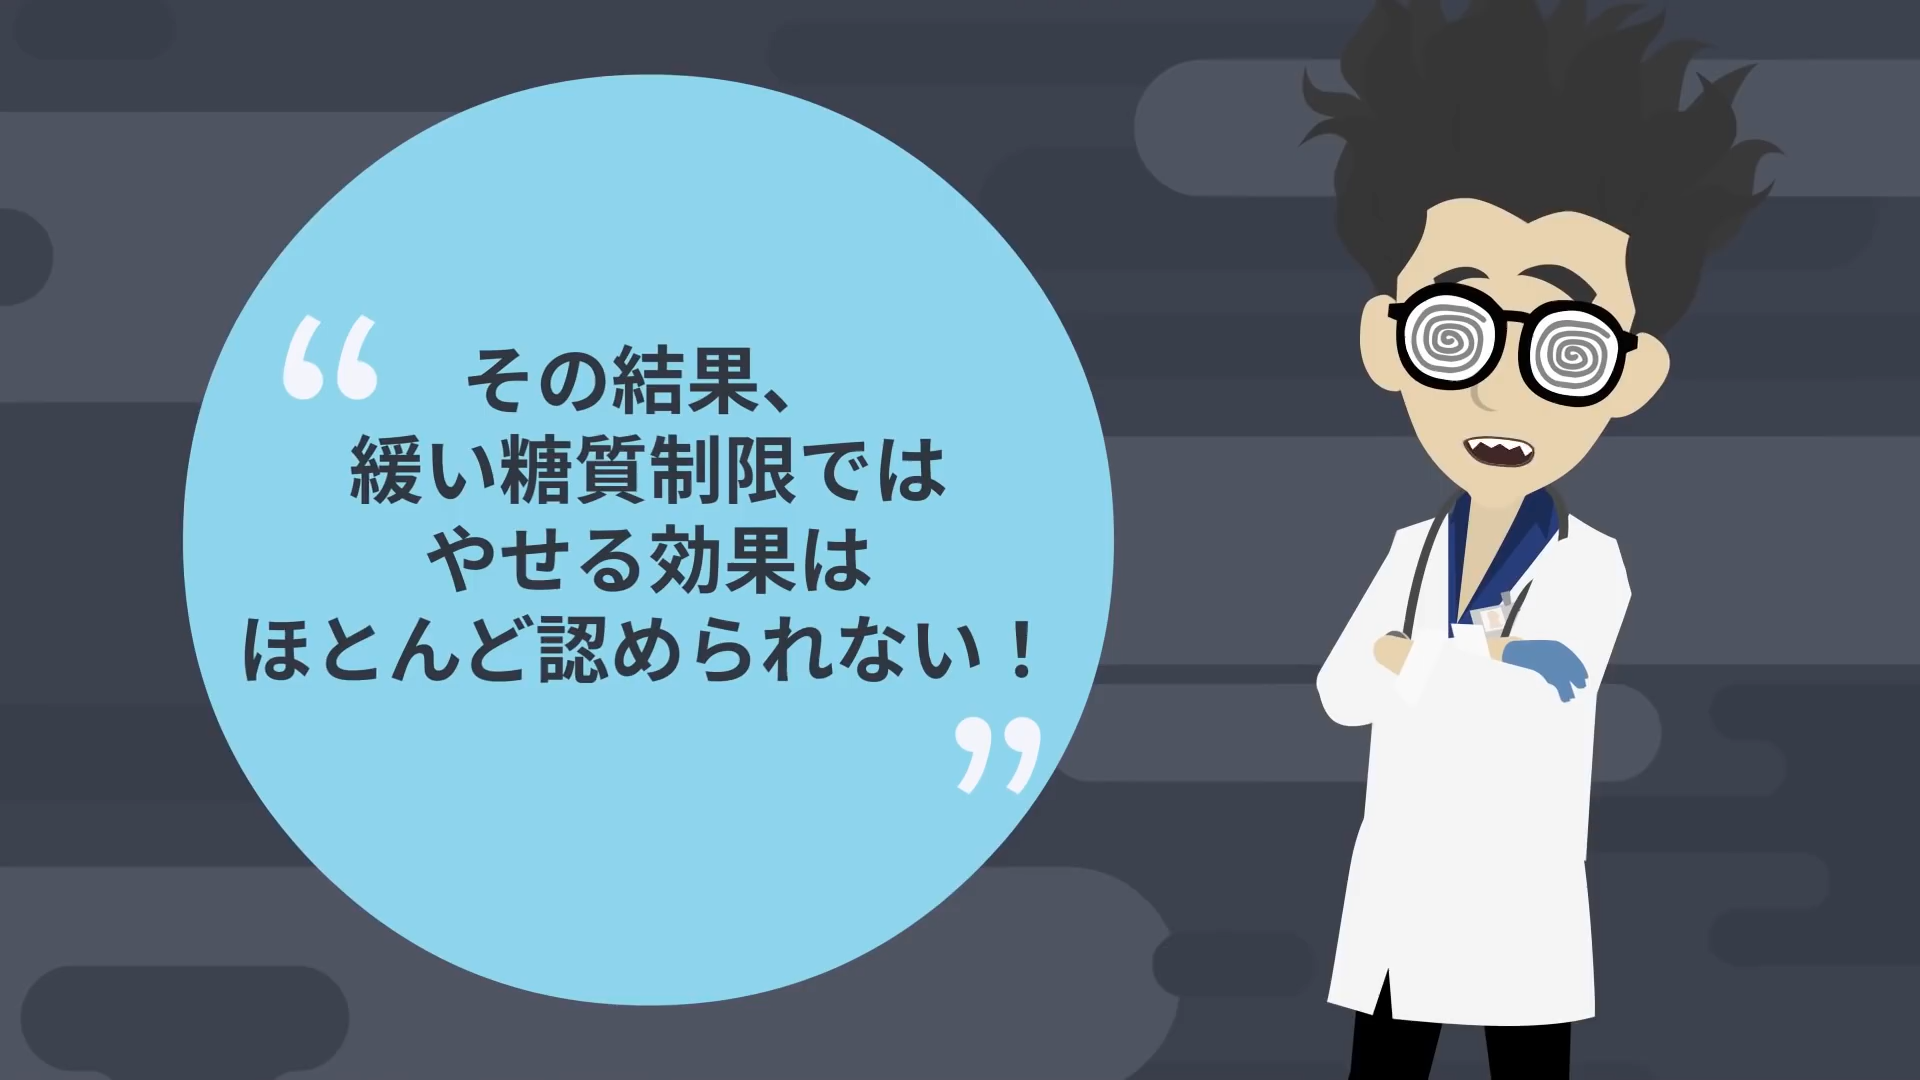 “その結果、
緩い糖質制限では
やせる効果は
ほとんど認められない！”